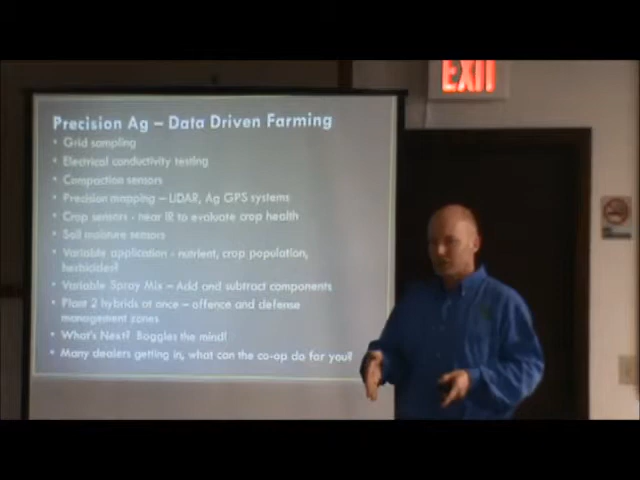 EXIT
Precision Ag – Data Driven Farming
• Grid sampling
• Electrical conductivity testing
• Compaction sensors
• Precision mapping – LIDAR, Ag GPS systems
• Crop sensors - near IR to evaluate crop health
• Soil moisture sensors
• Variable application - nutrient, crop population,
herbicides?
• Variable Spray Mix – Add and subtract components
• Plant 2 hybrids at once – offence and defense
management zones
• What's Next? Boggles the mind!
• Many dealers getting in, what can the co-op do for you?